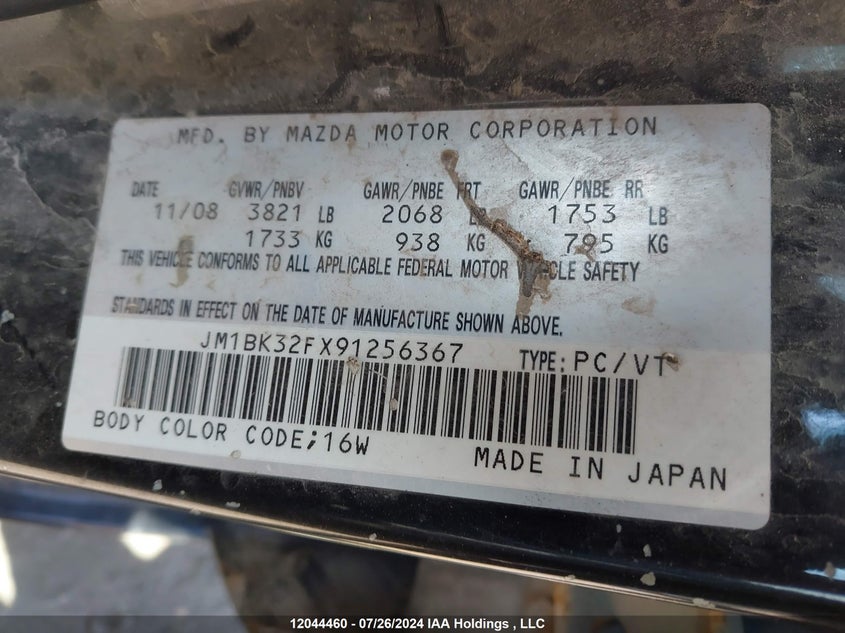 MFD. BY MAZDA MOTOR CORPORATION
DATE GVWR/PNBV GAWR/PNBE FRT GAWR/PNBE RR
11/08 3821 LB 2068 LB 1753 LB
1733 KG 938 KG 795 KG
THIS VEHICLE CONFORMS TO ALL APPLICABLE FEDERAL MOTOR VEHICLE SAFETY
STANDARDS IN EFFECT ON THE DATE OF MANUFACTURE SHOWN ABOVE.
JM1BK32FX91256367 TYPE:PC/VT
BODY COLOR CODE;16W MADE IN JAPAN
12044460 - 07/26/2024 IAA Holdings , LLC